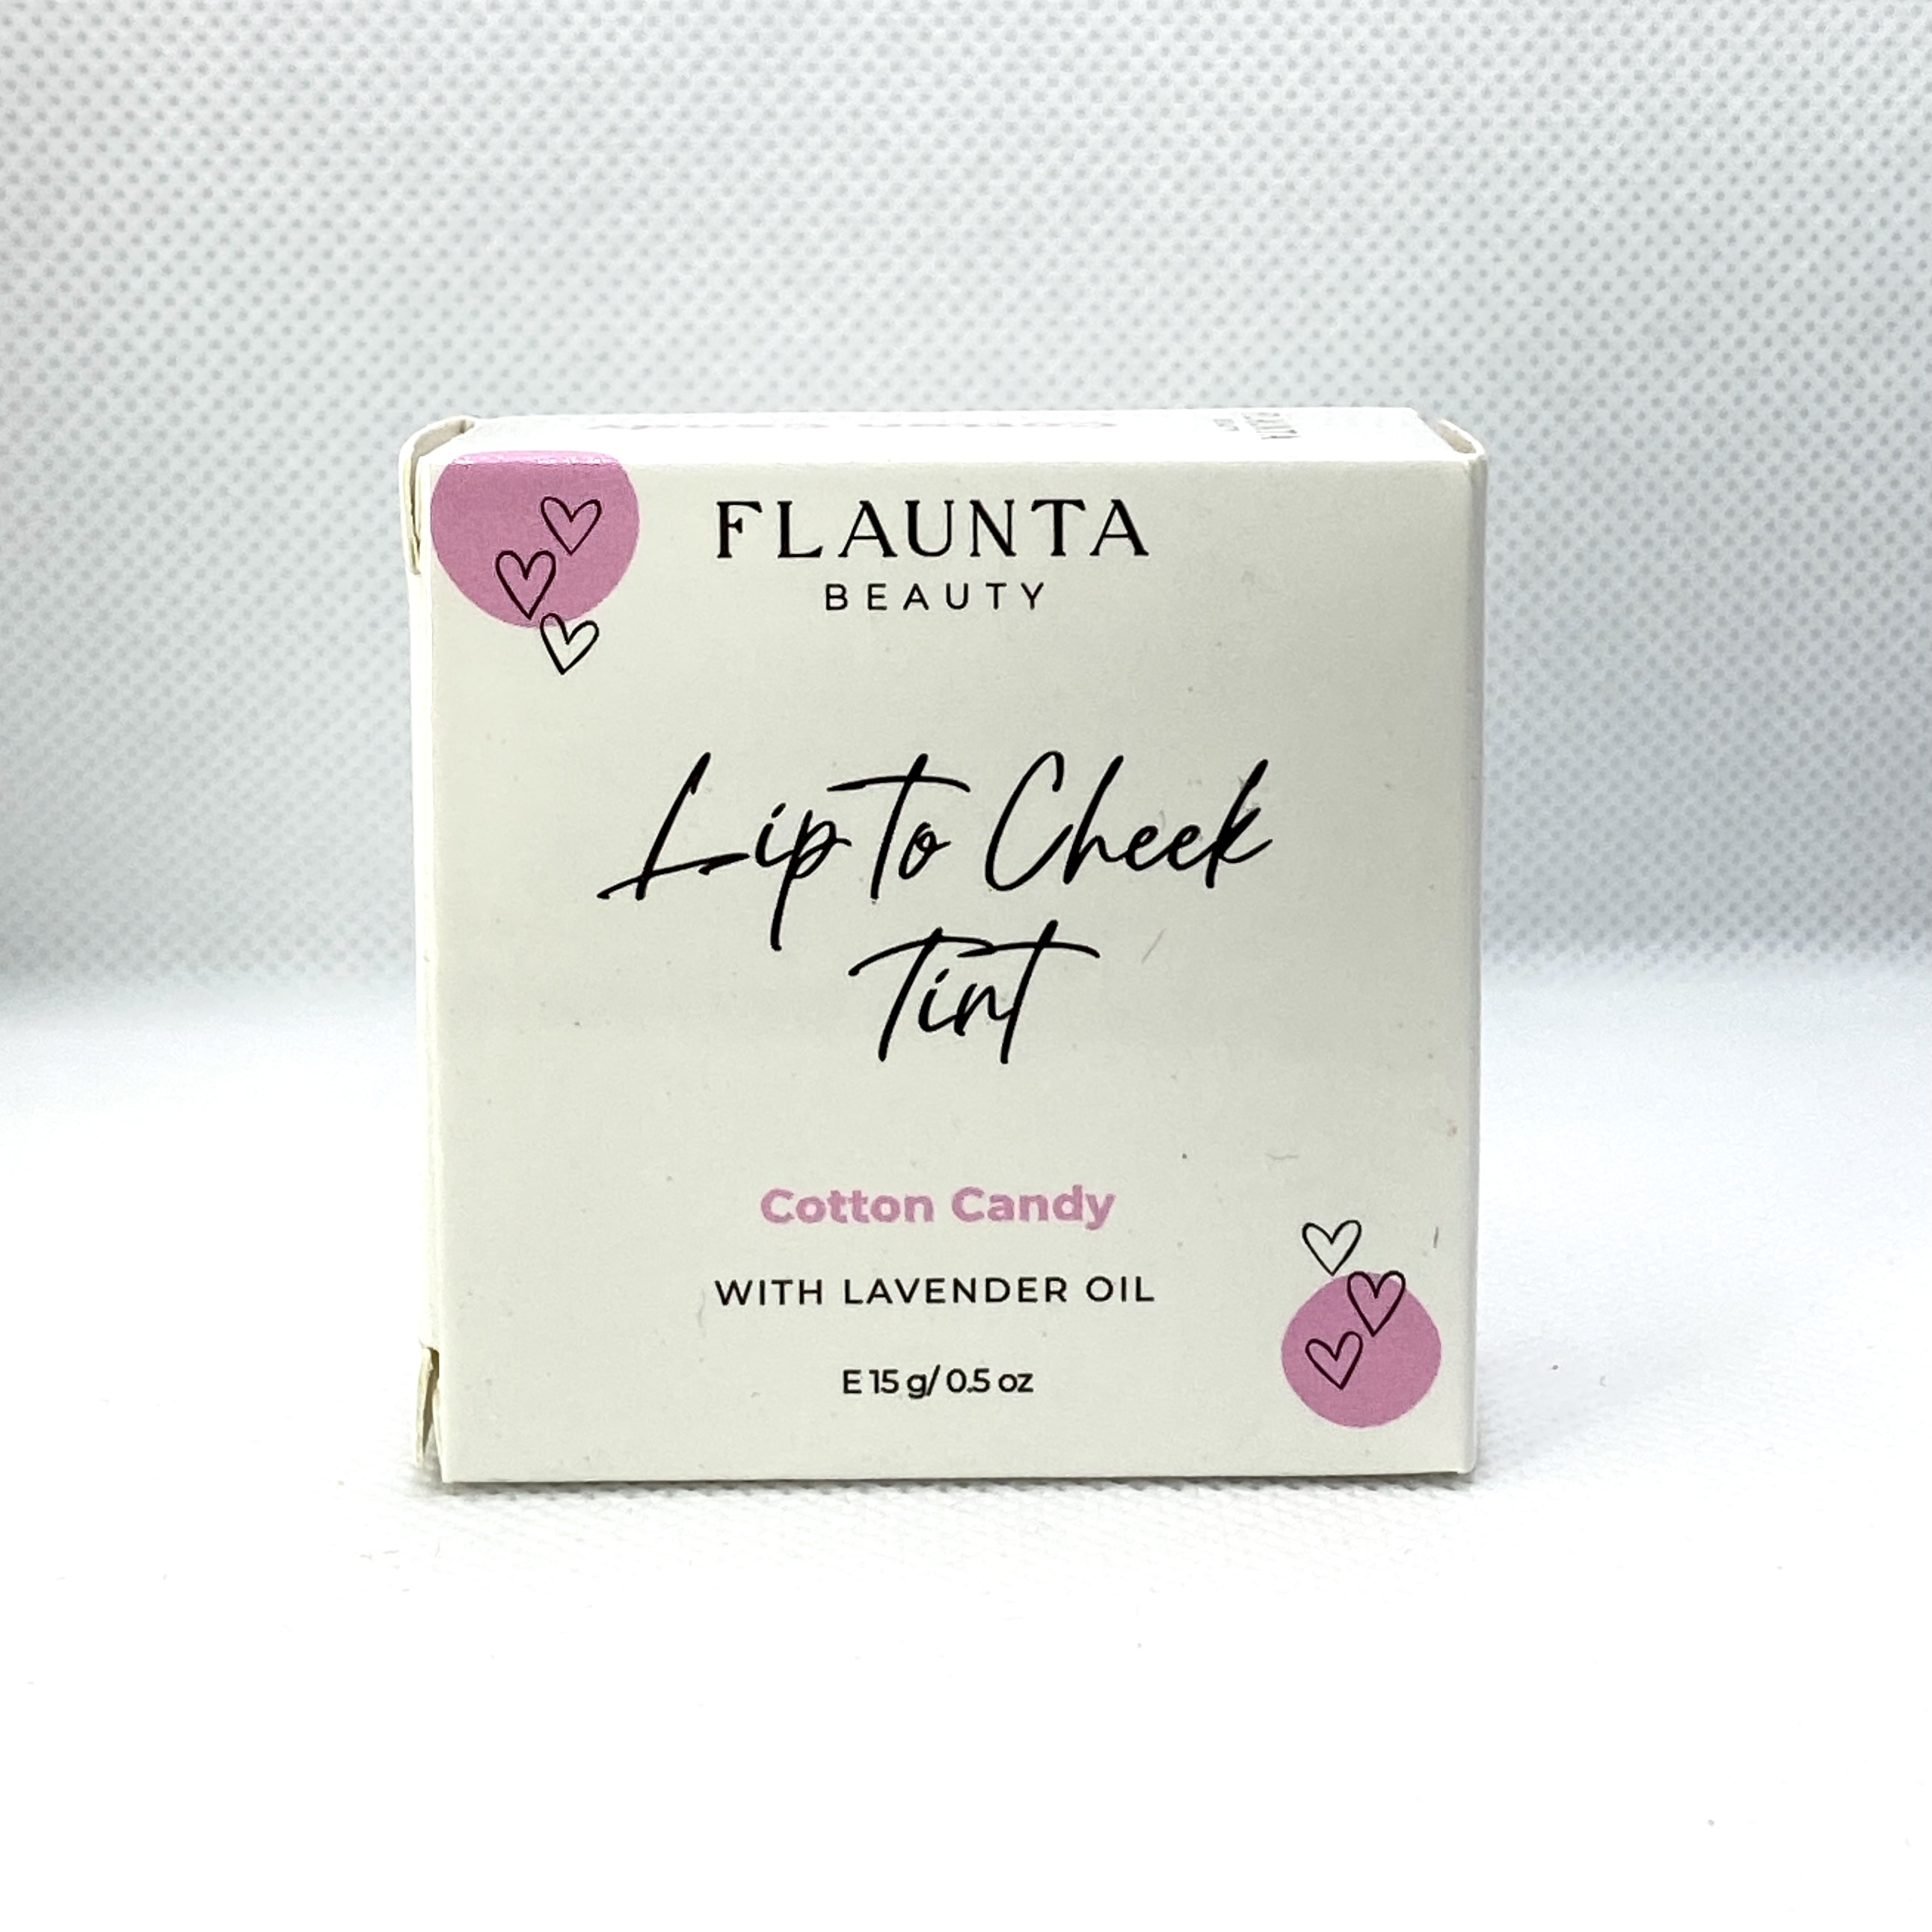 FLAUNTA
BEAUTY
Lip To Cheek
Tint
Cotton Candy
WITH LAVENDER OIL
E 15 g/ 0.5 oz